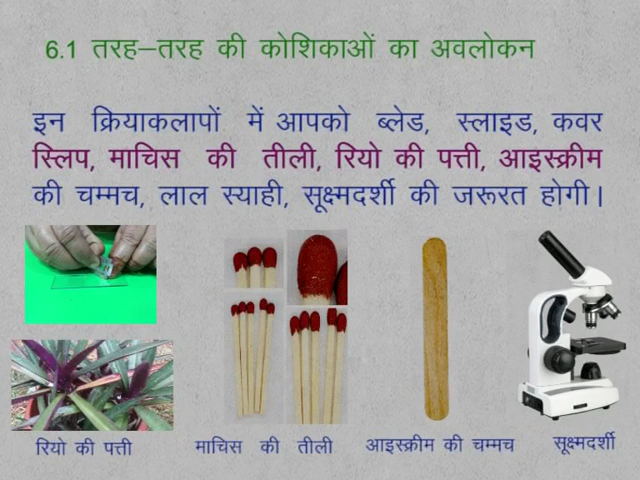 6.1 तरह–तरह की कोशिकाओं का अवलोकन
इन क्रियाकलापों में आपको ब्लेड, स्लाइड, कवर
स्लिप, माचिस की तीली, रियो की पत्ती, आइस्क्रीम
की चम्मच, लाल स्याही, सूक्ष्मदर्शी की जरूरत होगी।
रियो की पत्ती
माचिस की तीली
आइस्क्रीम की चम्मच
सूक्ष्मदर्शी